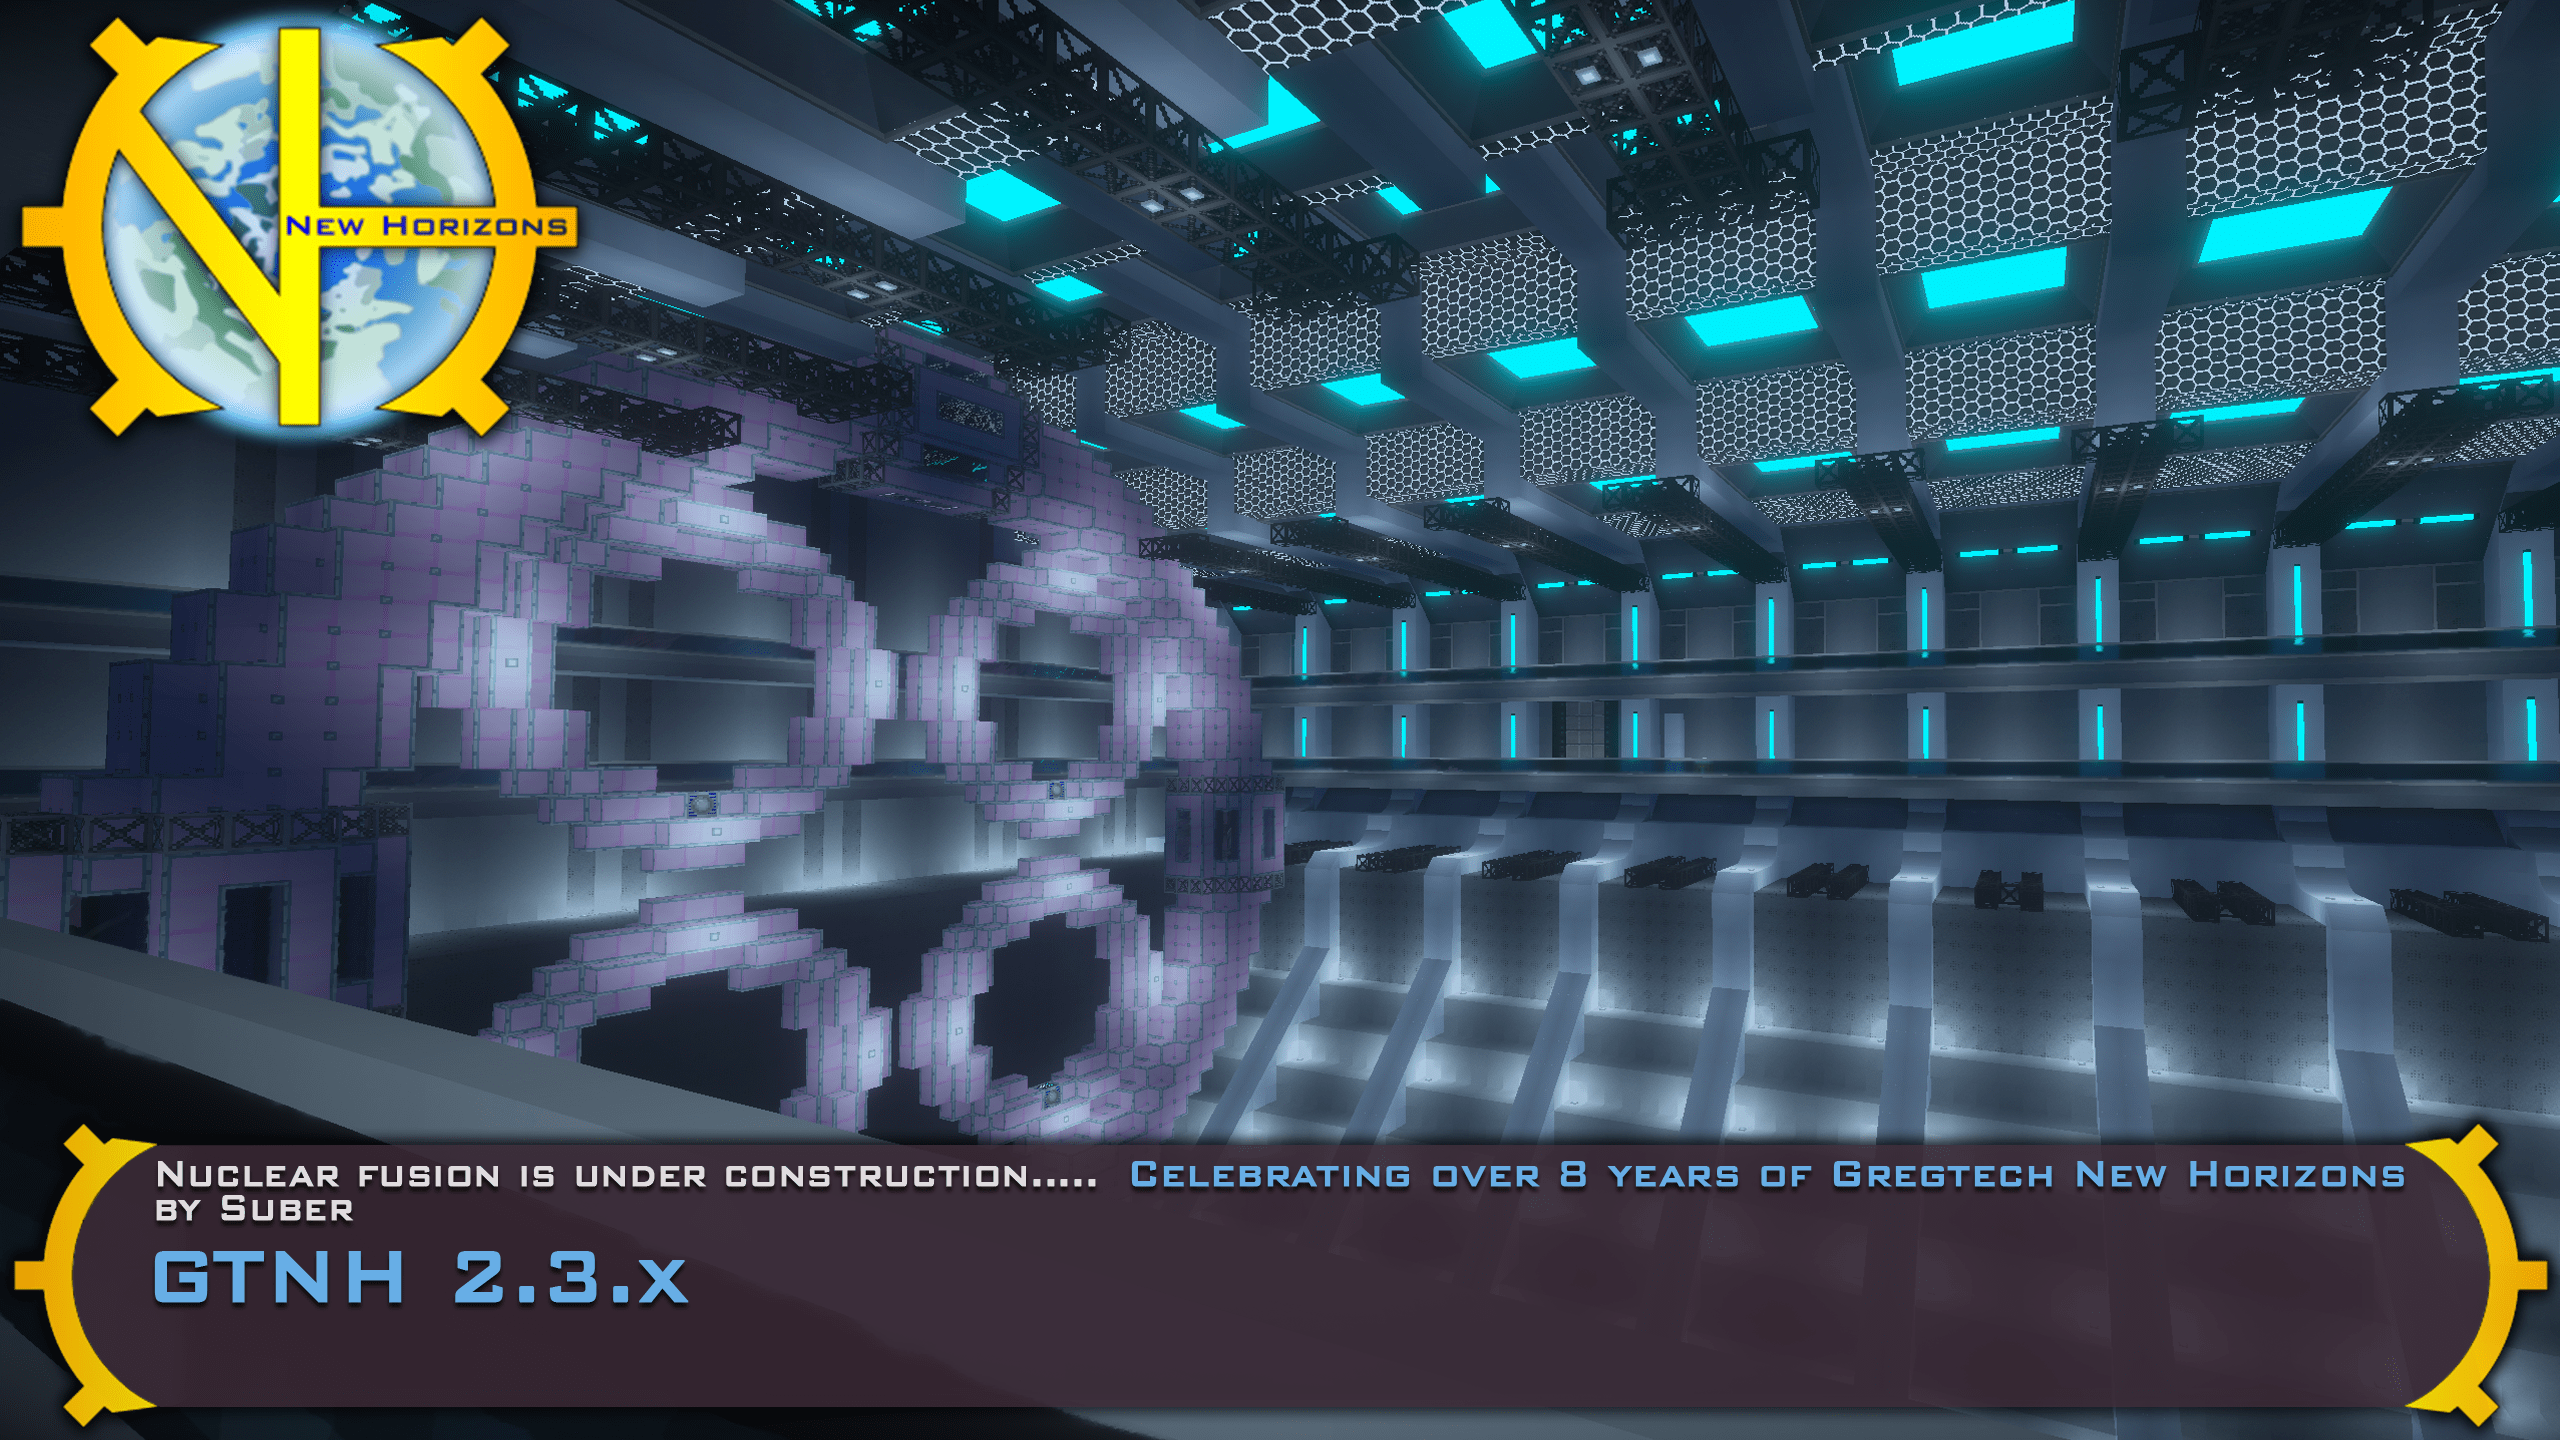 New Horizons
Nuclear fusion is under construction..... Celebrating over 8 years of Gregtech New Horizons
by Suber
GTNH 2.3.x